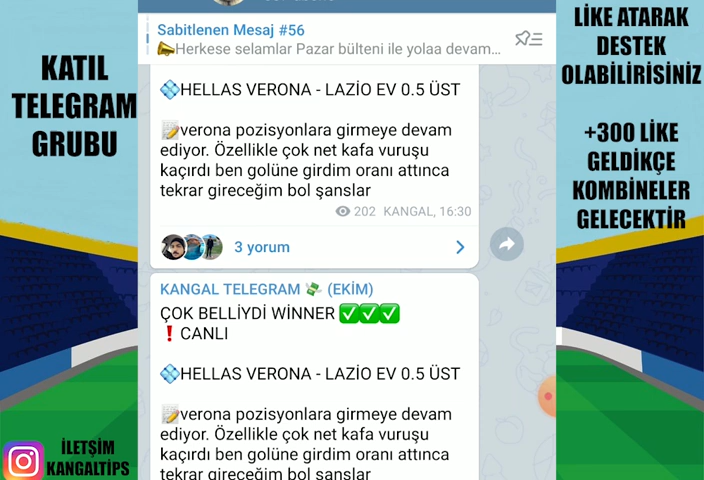 KATIL
TELEGRAM
GRUBU
İLETŞİM
KANGALTİPS
Sabitlenen Mesaj #56
📣Herkese selamlar Pazar bülteni ile yolaa devam…
💠HELLAS VERONA - LAZİO EV 0.5 ÜST
📝verona pozisyonlara girmeye devam
ediyor. Özellikle çok net kafa vuruşu
kaçırdı ben golüne girdim oranı attınca
tekrar gireceğim bol şanslar
202 KANGAL, 16:30
3 yorum
KANGAL TELEGRAM 💸 (EKİM)
ÇOK BELLİYDİ WİNNER ✅✅✅
❗CANLI
💠HELLAS VERONA - LAZİO EV 0.5 ÜST
📝verona pozisyonlara girmeye devam
ediyor. Özellikle çok net kafa vuruşu
kaçırdı ben golüne girdim oranı attınca
tekrar gireceğim bol şanslar
LİKE ATARAK
DESTEK
OLABİLİRİSİNİZ
+300 LİKE
GELDİKÇE
KOMBİNELER
GELECEKTİR